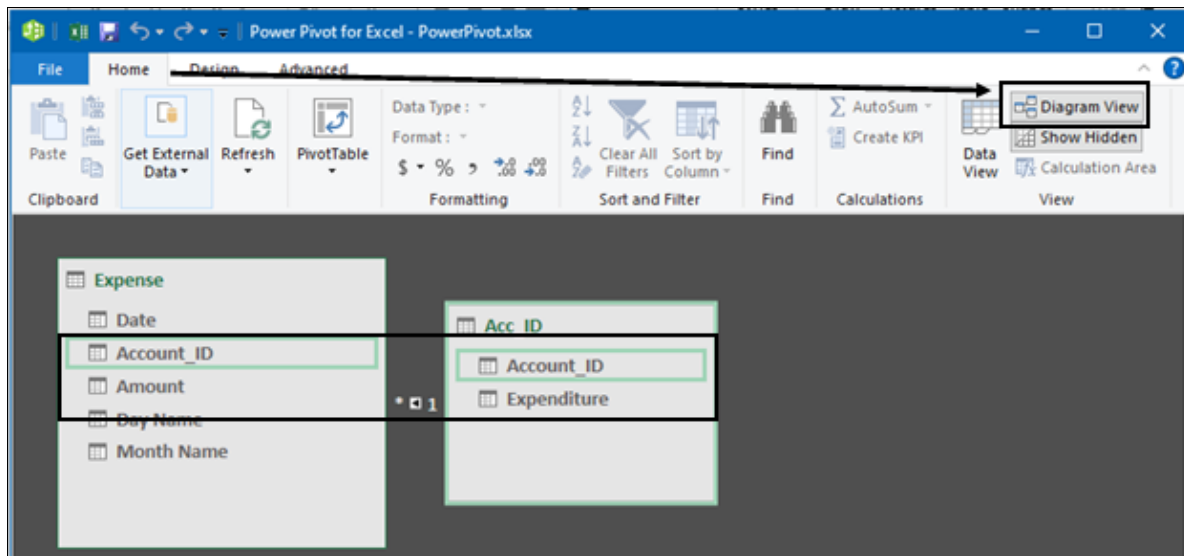 Power Pivot for Excel - PowerPivot.xlsx
File Home Design Advanced
Paste
Clipboard
Get External
Data
Refresh
PivotTable
Data Type :
Format :
$ % , .00 .00
Formatting
Clear All
Filters
Sort by
Column
Sort and Filter
Find
Find
AutoSum
Create KPI
Calculations
Data
View
Diagram View
Show Hidden
Calculation Area
View
Expense
Date
Account_ID
Amount
Day Name
Month Name
* 1
Acc_ID
Account_ID
Expenditure